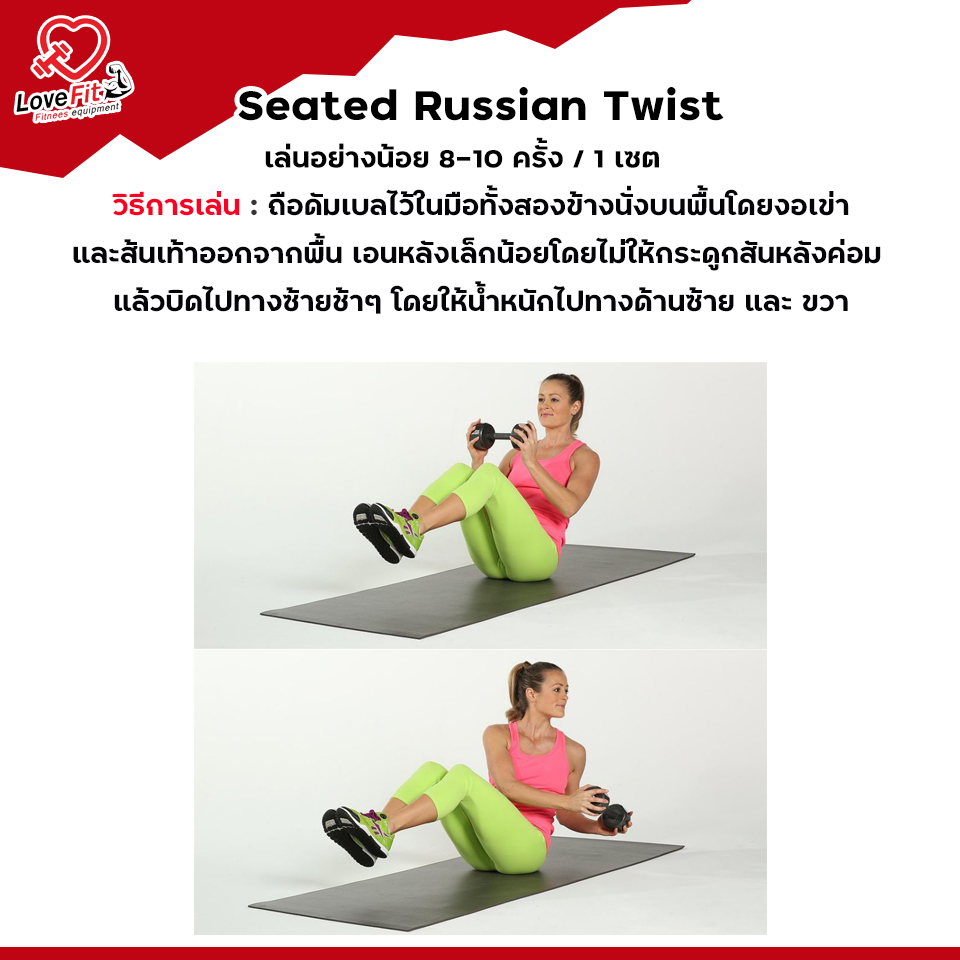 LoveFit
Fitnees equipment
Seated Russian Twist
เล่นอย่างน้อย 8-10 ครั้ง / 1 เซต
วิธีการเล่น : ถือดัมเบลไว้ในมือทั้งสองข้างนั่งบนพื้นโดยงอเข่า
และส้นเท้าออกจากพื้น เอนหลังเล็กน้อยโดยไม่ให้กระดูกสันหลังค่อม
แล้วบิดไปทางซ้ายช้าๆ โดยให้น้ำหนักไปทางด้านซ้าย และ ขวา